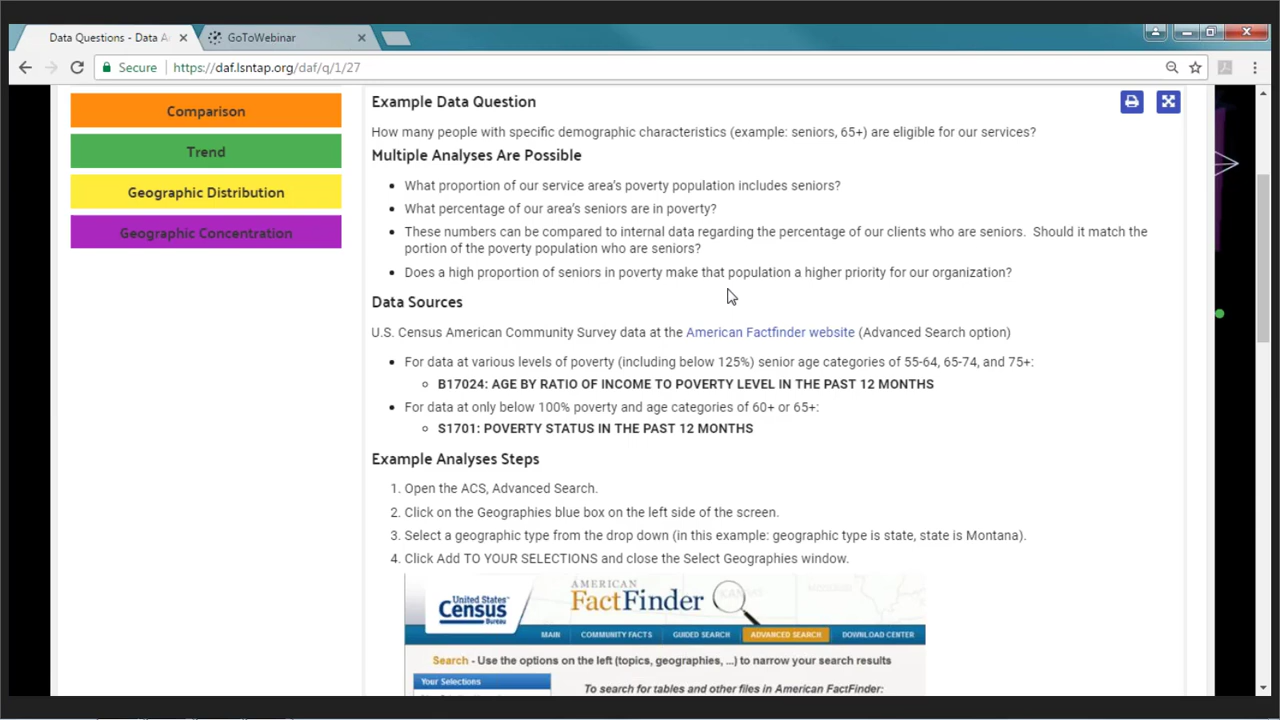 Data Questions - Data A
GoToWebinar
Secure
https://daf.lsntap.org/daf/q/1/27
Comparison
Trend
Geographic Distribution
Geographic Concentration
Example Data Question
How many people with specific demographic characteristics (example: seniors, 65+) are eligible for our services?
Multiple Analyses Are Possible
• What proportion of our service area's poverty population includes seniors?
• What percentage of our area's seniors are in poverty?
• These numbers can be compared to internal data regarding the percentage of our clients who are seniors.  Should it match the
portion of the poverty population who are seniors?
• Does a high proportion of seniors in poverty make that population a higher priority for our organization?
Data Sources
U.S. Census American Community Survey data at the American Factfinder website (Advanced Search option)
• For data at various levels of poverty (including below 125%) senior age categories of 55-64, 65-74, and 75+:
◦ B17024: AGE BY RATIO OF INCOME TO POVERTY LEVEL IN THE PAST 12 MONTHS
• For data at only below 100% poverty and age categories of 60+ or 65+:
◦ S1701: POVERTY STATUS IN THE PAST 12 MONTHS
Example Analyses Steps
1. Open the ACS, Advanced Search.
2. Click on the Geographies blue box on the left side of the screen.
3. Select a geographic type from the drop down (in this example: geographic type is state, state is Montana).
4. Click Add TO YOUR SELECTIONS and close the Select Geographies window.
United States
Census
Bureau
AMERICAN
FactFinder
MAIN COMMUNITY FACTS GUIDED SEARCH ADVANCED SEARCH DOWNLOAD CENTER
Search - Use the options on the left (topics, geographies, ...) to narrow your search results
Your Selections
To search for tables and other files in American FactFinder: